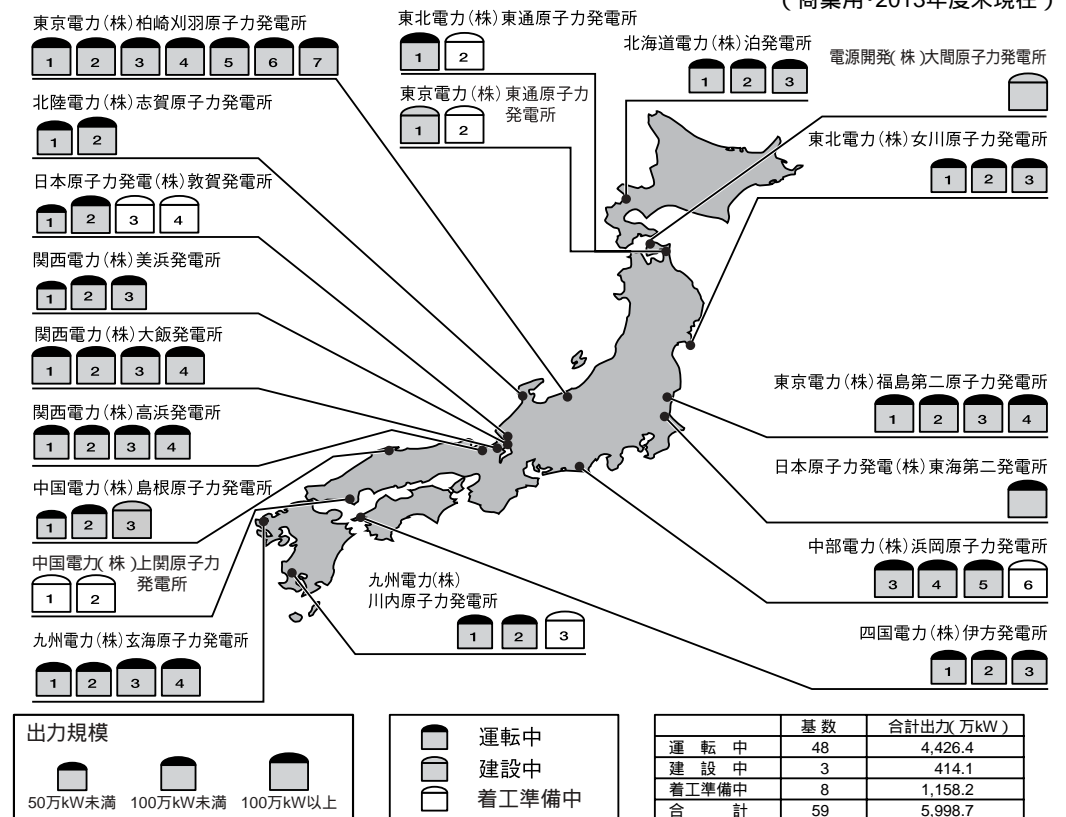 (商業用・2013年度末現在)
東京電力(株)柏崎刈羽原子力発電所
1 2 3 4 5 6 7
北陸電力(株)志賀原子力発電所
1 2
日本原子力発電(株)敦賀発電所
1 2 3 4
関西電力(株)美浜発電所
1 2 3
関西電力(株)大飯発電所
1 2 3 4
関西電力(株)高浜発電所
1 2 3 4
中国電力(株)島根原子力発電所
1 2 3
中国電力(株)上関原子力
発電所
1 2
九州電力(株)玄海原子力発電所
1 2 3 4
東北電力(株)東通原子力発電所
1 2
東京電力(株)東通原子力
発電所
1 2
北海道電力(株)泊発電所
1 2 3
電源開発(株)大間原子力発電所
東北電力(株)女川原子力発電所
1 2 3
東京電力(株)福島第二原子力発電所
1 2 3 4
日本原子力発電(株)東海第二発電所
中部電力(株)浜岡原子力発電所
3 4 5 6
四国電力(株)伊方発電所
1 2 3
九州電力(株)
川内原子力発電所
1 2 3
出力規模
50万kW未満 100万kW未満 100万kW以上
運転中
建設中
着工準備中
基数 合計出力(万kW)
運転中 48 4,426.4
建設中 3 414.1
着工準備中 8 1,158.2
合計 59 5,998.7